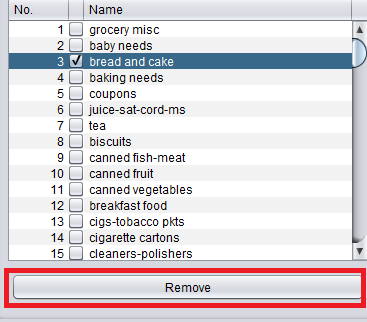 No. Name
1 grocery misc
2 baby needs
3 bread and cake
4 baking needs
5 coupons
6 juice-sat-cord-ms
7 tea
8 biscuits
9 canned fish-meat
10 canned fruit
11 canned vegetables
12 breakfast food
13 cigs-tobacco pkts
14 cigarette cartons
15 cleaners-polishers
Remove